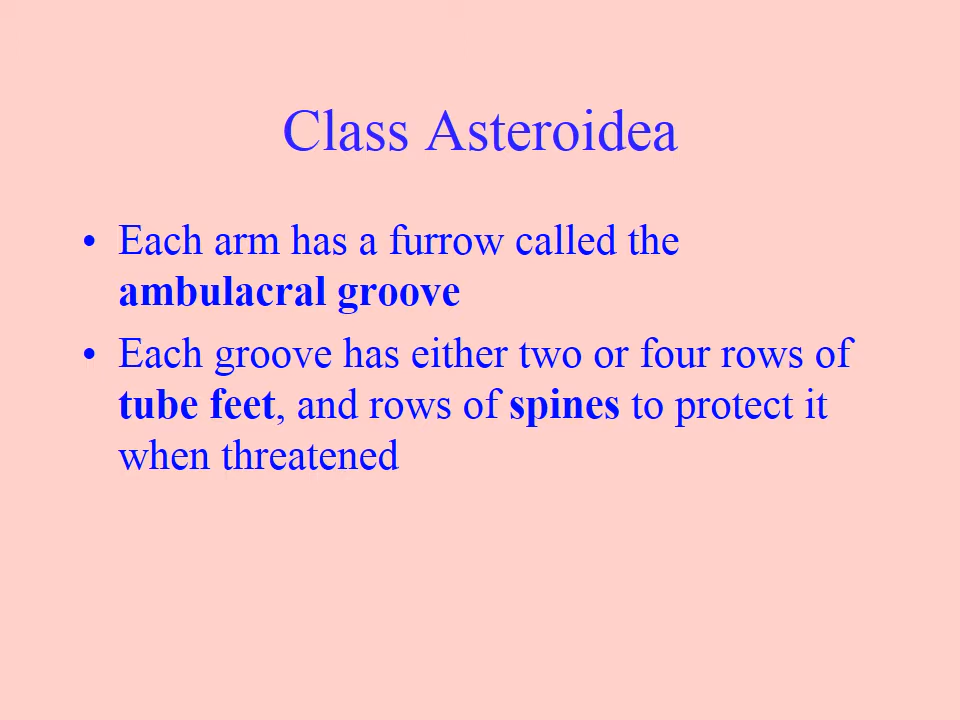 Class Asteroidea
• Each arm has a furrow called the
ambulacral groove
• Each groove has either two or four rows of
tube feet, and rows of spines to protect it
when threatened